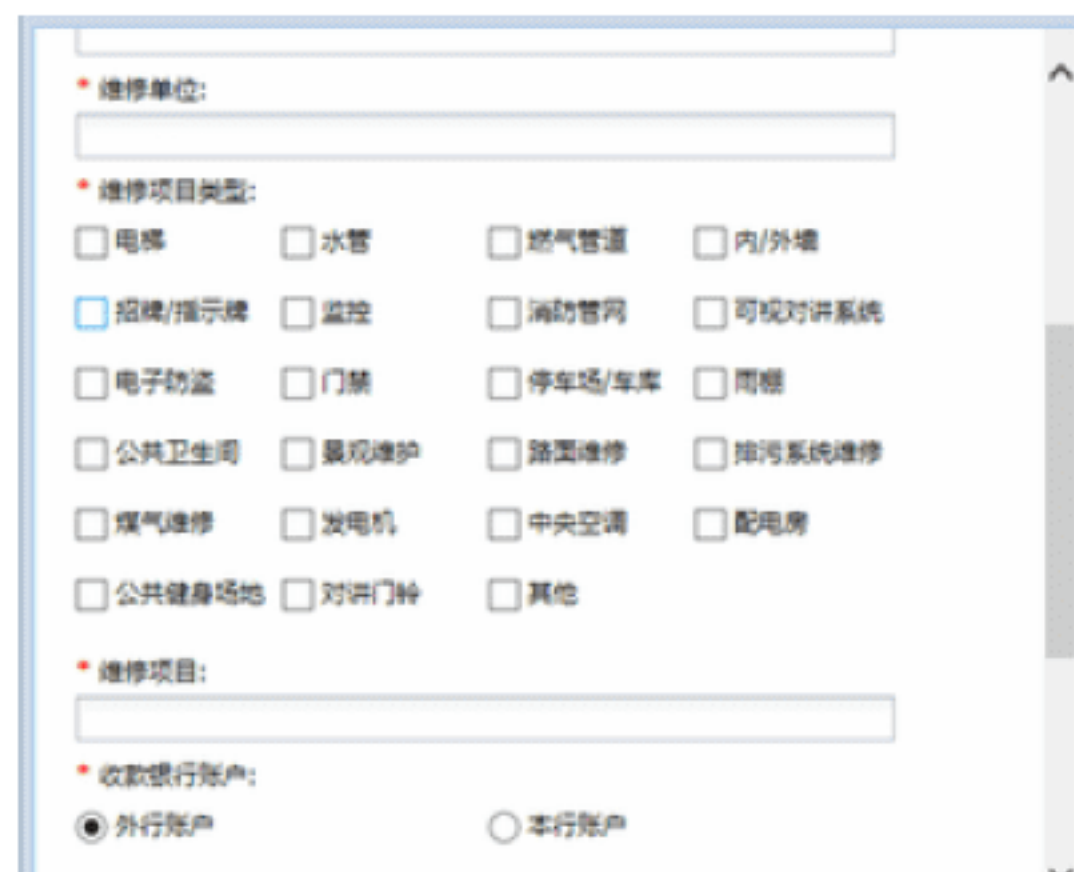 * 维修单位:
* 维修项目类型:
电梯 水管 燃气管道 内/外墙
招牌/指示牌 监控 消防管网 可视对讲系统
电子防盗 门禁 停车场/车库 雨棚
公共卫生间 景观维护 路面维修 排污系统维修
煤气维修 发电机 中央空调 配电房
公共健身场地 对讲门铃 其他
* 维修项目:
* 收款银行账户:
外行账户 本行账户